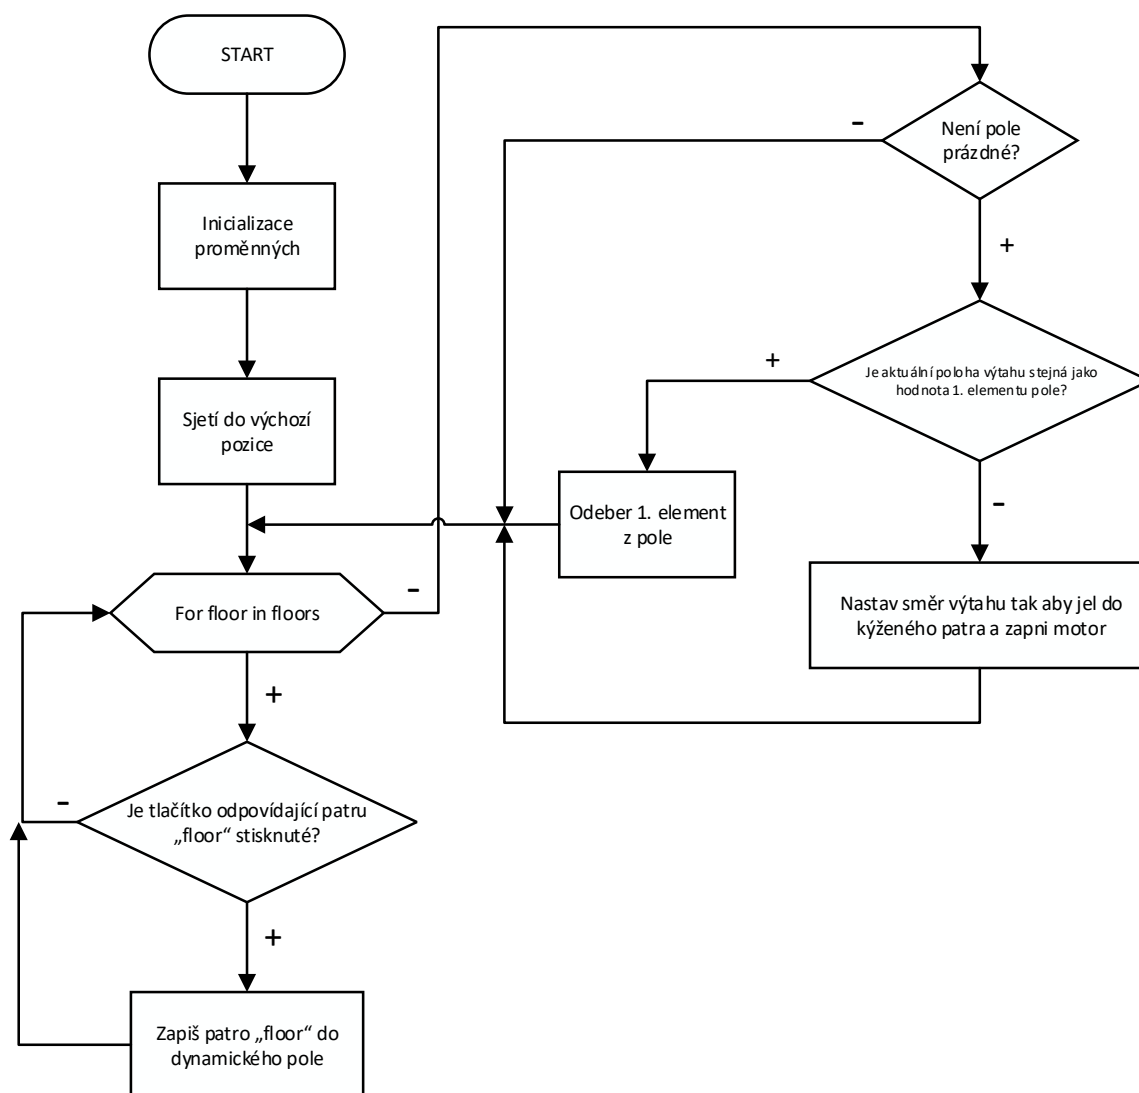 START
Inicializace
proměnných
Sjetí do výchozí
pozice
For floor in floors
-
+
Je tlačítko odpovídající patru
„floor“ stisknuté?
-
+
Zapiš patro „floor“ do
dynamického pole
Není pole
prázdné?
-
+
Je aktuální poloha výtahu stejná jako
hodnota 1. elementu pole?
+
-
Odeber 1. element
z pole
Nastav směr výtahu tak aby jel do
kýženého patra a zapni motor